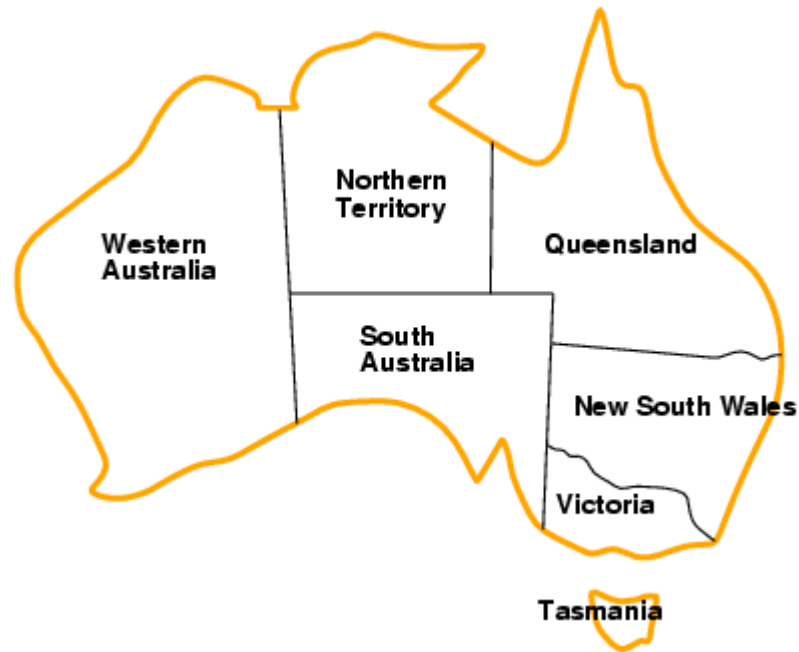 Northern
Territory
Western
Australia
Queensland
South
Australia
New South Wales
Victoria
Tasmania